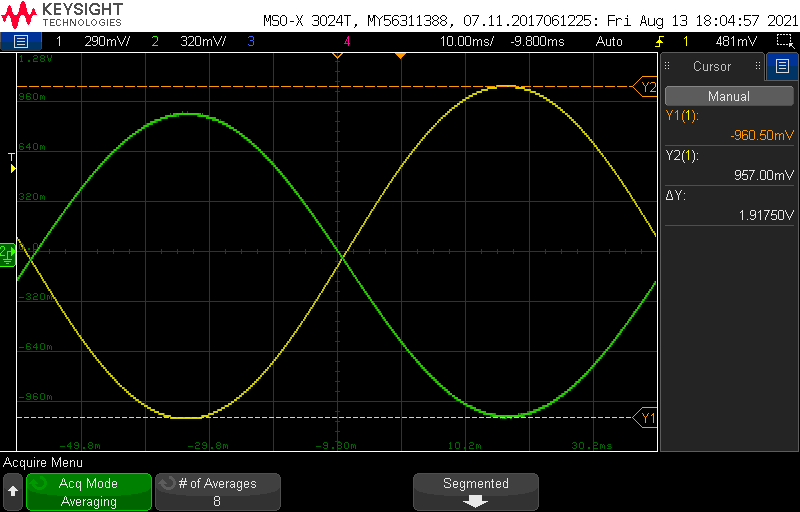 KEYSIGHT
TECHNOLOGIES
MSO-X 3024T, MY56311388, 07.11.2017061225: Fri Aug 13 18:04:57 2021
1 290mV/ 2 320mV/ 3 4 10.00ms/ -9.800ms Auto 1 481mV
1.28V
Cursor
Manual
Y1(1):
-960.50mV
Y2(1):
957.00mV
ΔY:
1.91750V
Y2
960m
640m
T
320m
2
0.0
-320m
-640m
-960m
Y1
-49.8m -29.8m -9.80m 10.2m 30.2ms
Acquire Menu
Acq Mode
Averaging
# of Averages
8
Segmented